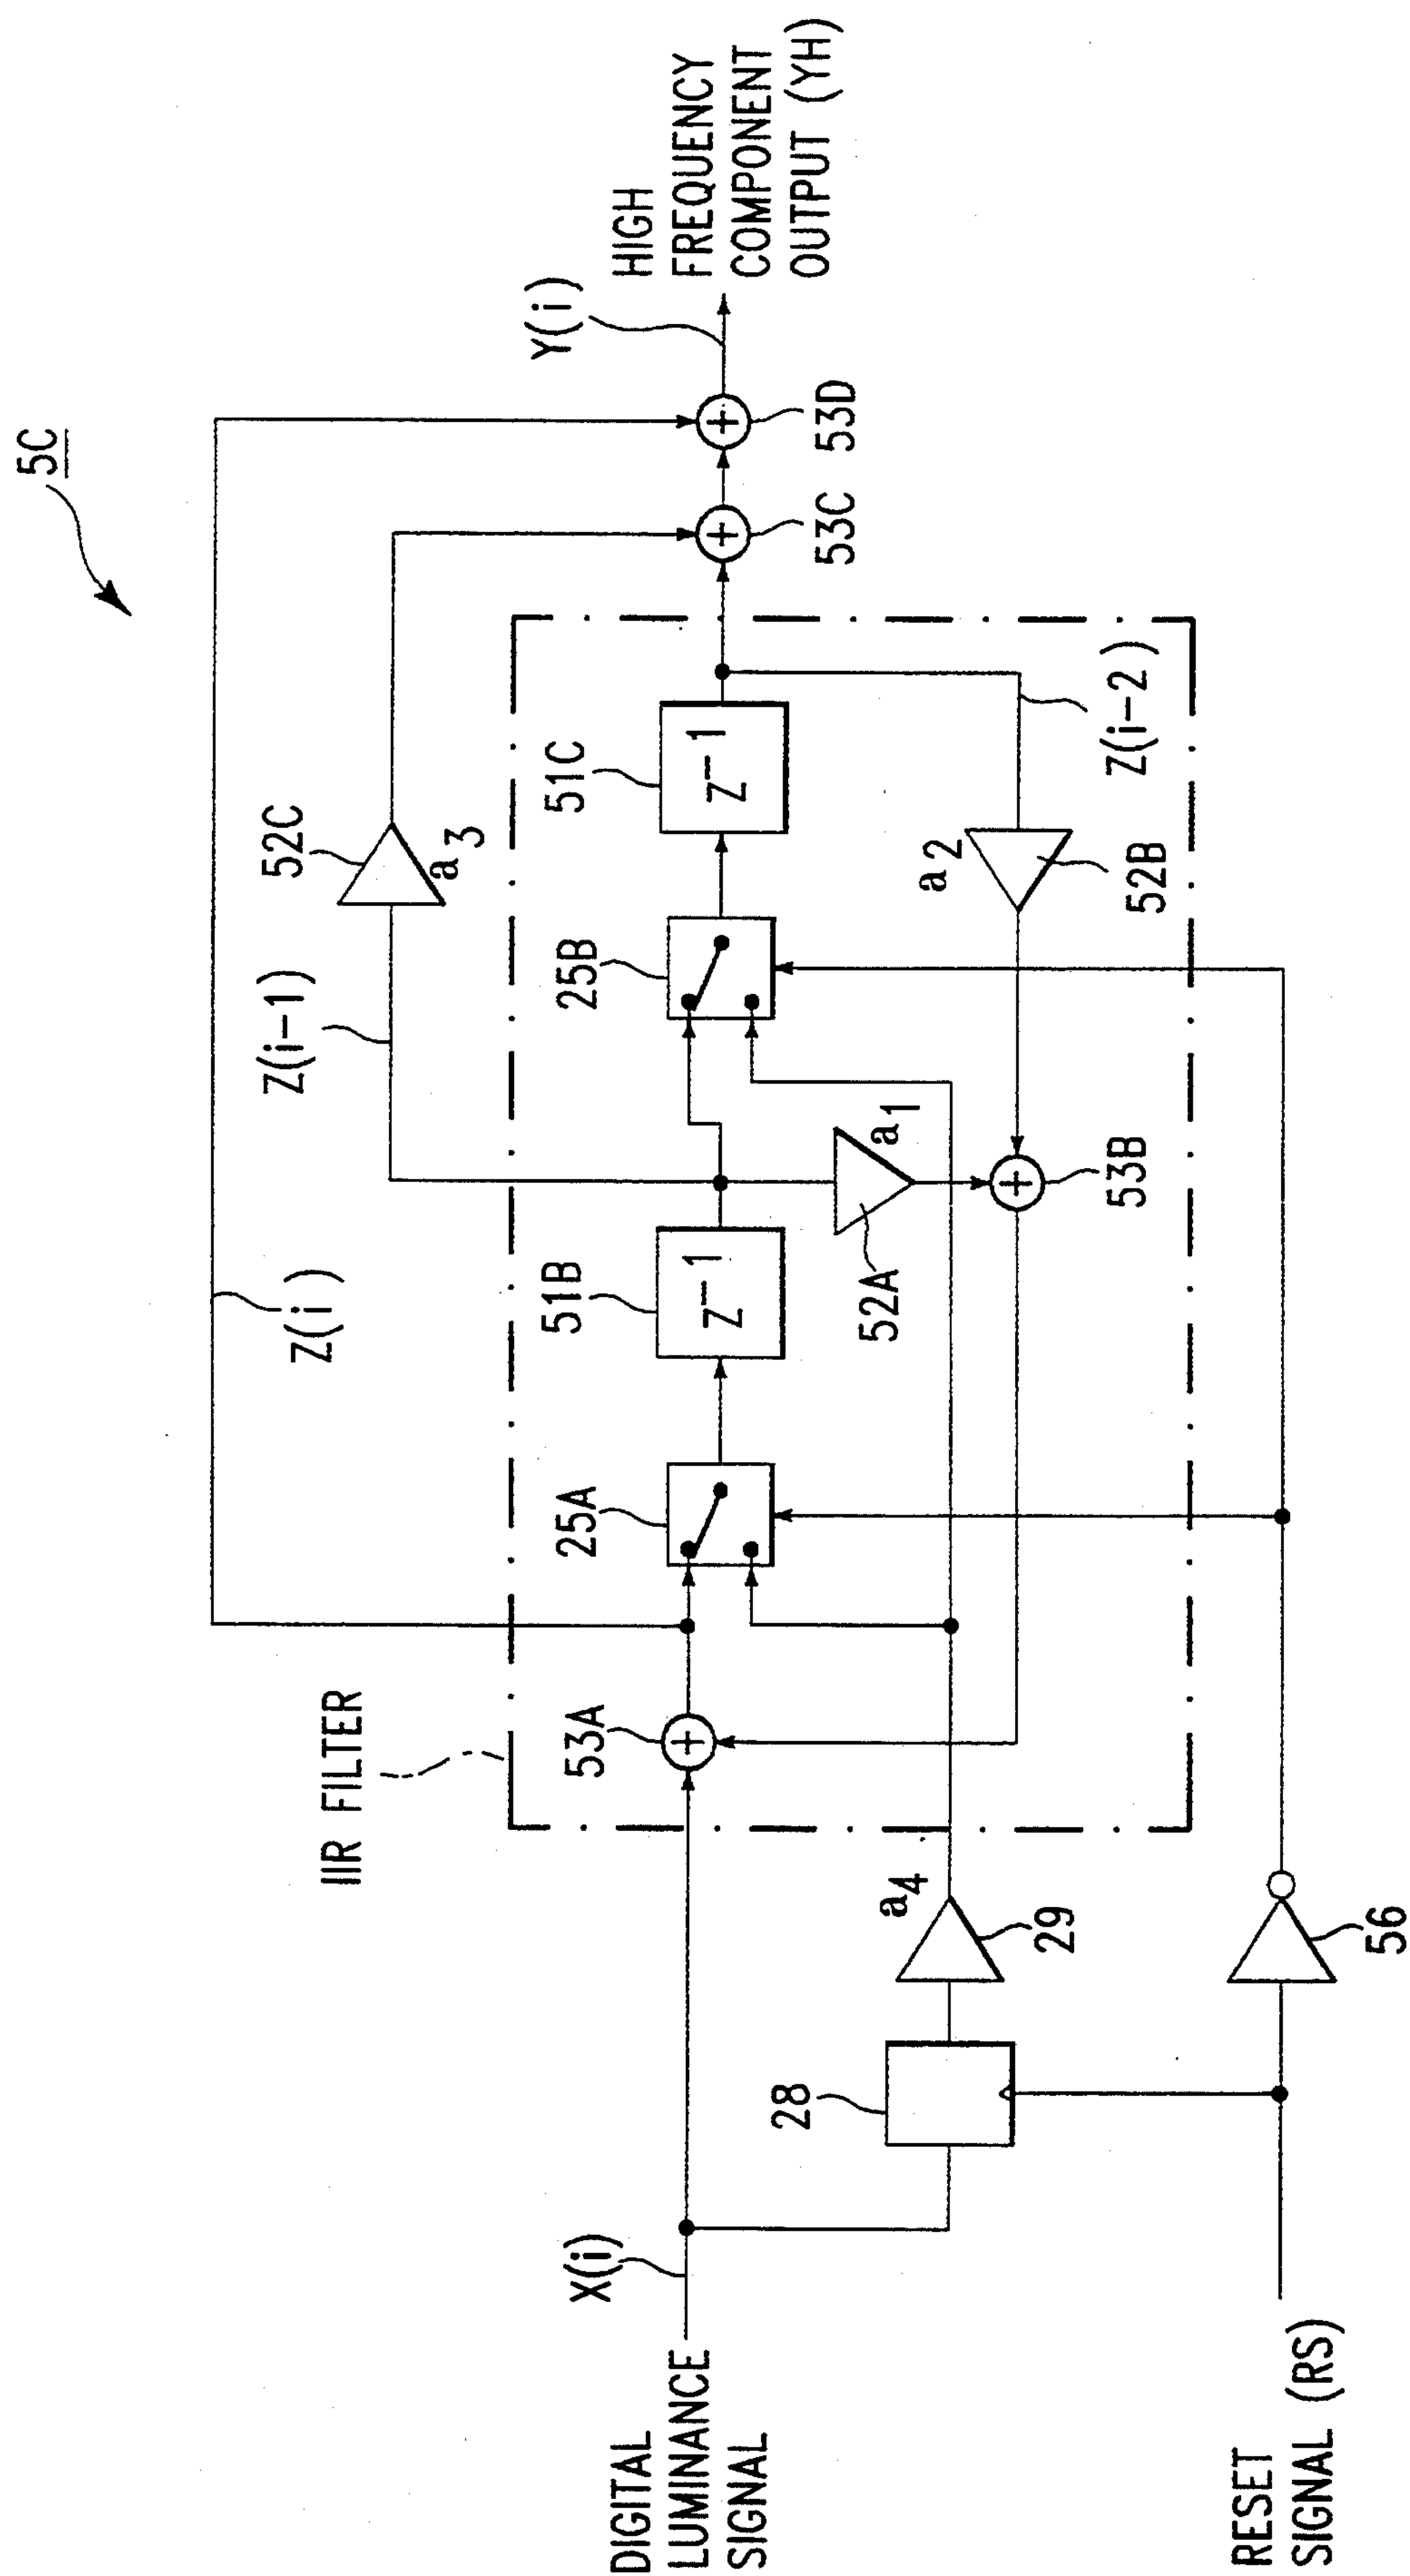 5C
DIGITAL
LUMINANCE
SIGNAL
X(i)
RESET
SIGNAL (RS)
28
29
a4
56
IIR FILTER
53A
Z(i)
25A
51B
Z-1
52A
a1
53B
Z(i-1)
25B
52C
a3
51C
Z-1
a2
52B
Z(i-2)
53C
53D
Y(i)
HIGH
FREQUENCY
COMPONENT
OUTPUT (YH)